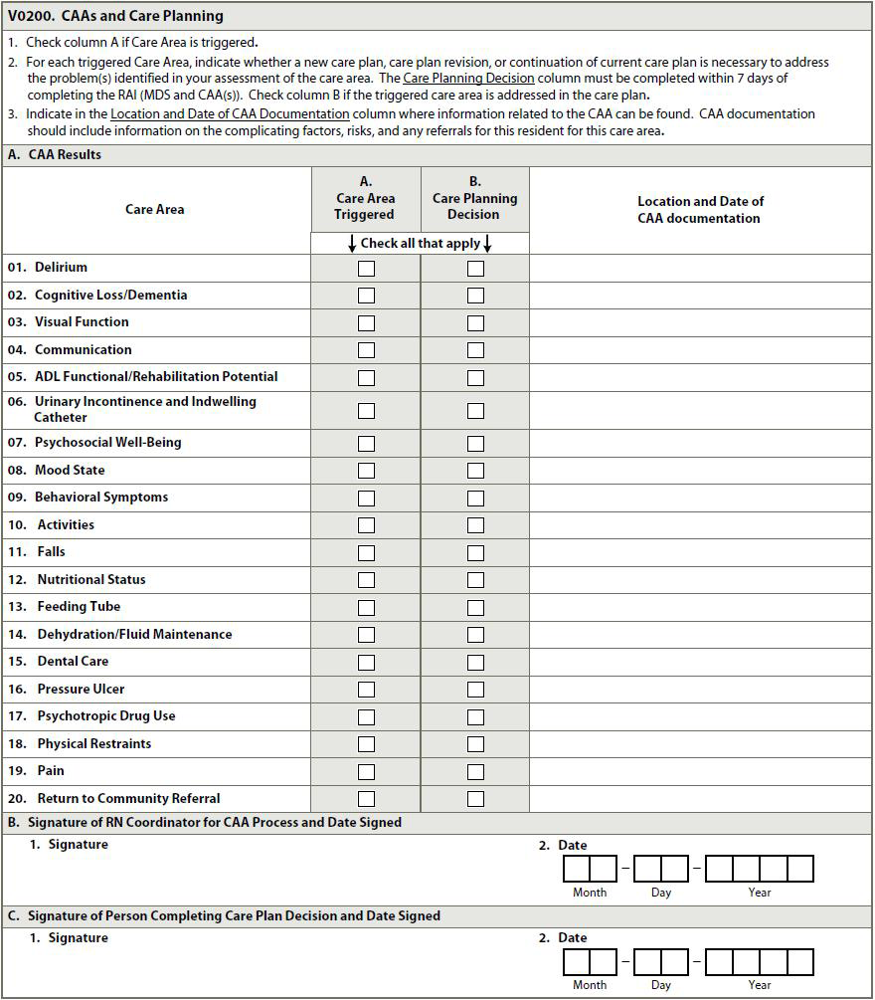 V0200. CAAs and Care Planning
1. Check column A if Care Area is triggered.
2. For each triggered Care Area, indicate whether a new care plan, care plan revision, or continuation of current care plan is necessary to address
the problem(s) identified in your assessment of the care area. The Care Planning Decision column must be completed within 7 days of
completing the RAI (MDS and CAA(s)). Check column B if the triggered care area is addressed in the care plan.
3. Indicate in the Location and Date of CAA Documentation column where information related to the CAA can be found. CAA documentation
should include information on the complicating factors, risks, and any referrals for this resident for this care area.
A. CAA Results
Care Area
A.
Care Area
Triggered
B.
Care Planning
Decision
Location and Date of
CAA documentation
Check all that apply
01. Delirium
02. Cognitive Loss/Dementia
03. Visual Function
04. Communication
05. ADL Functional/Rehabilitation Potential
06. Urinary Incontinence and Indwelling
Catheter
07. Psychosocial Well-Being
08. Mood State
09. Behavioral Symptoms
10. Activities
11. Falls
12. Nutritional Status
13. Feeding Tube
14. Dehydration/Fluid Maintenance
15. Dental Care
16. Pressure Ulcer
17. Psychotropic Drug Use
18. Physical Restraints
19. Pain
20. Return to Community Referral
B. Signature of RN Coordinator for CAA Process and Date Signed
1. Signature
2. Date
– –
Month Day Year
C. Signature of Person Completing Care Plan Decision and Date Signed
1. Signature
2. Date
– –
Month Day Year